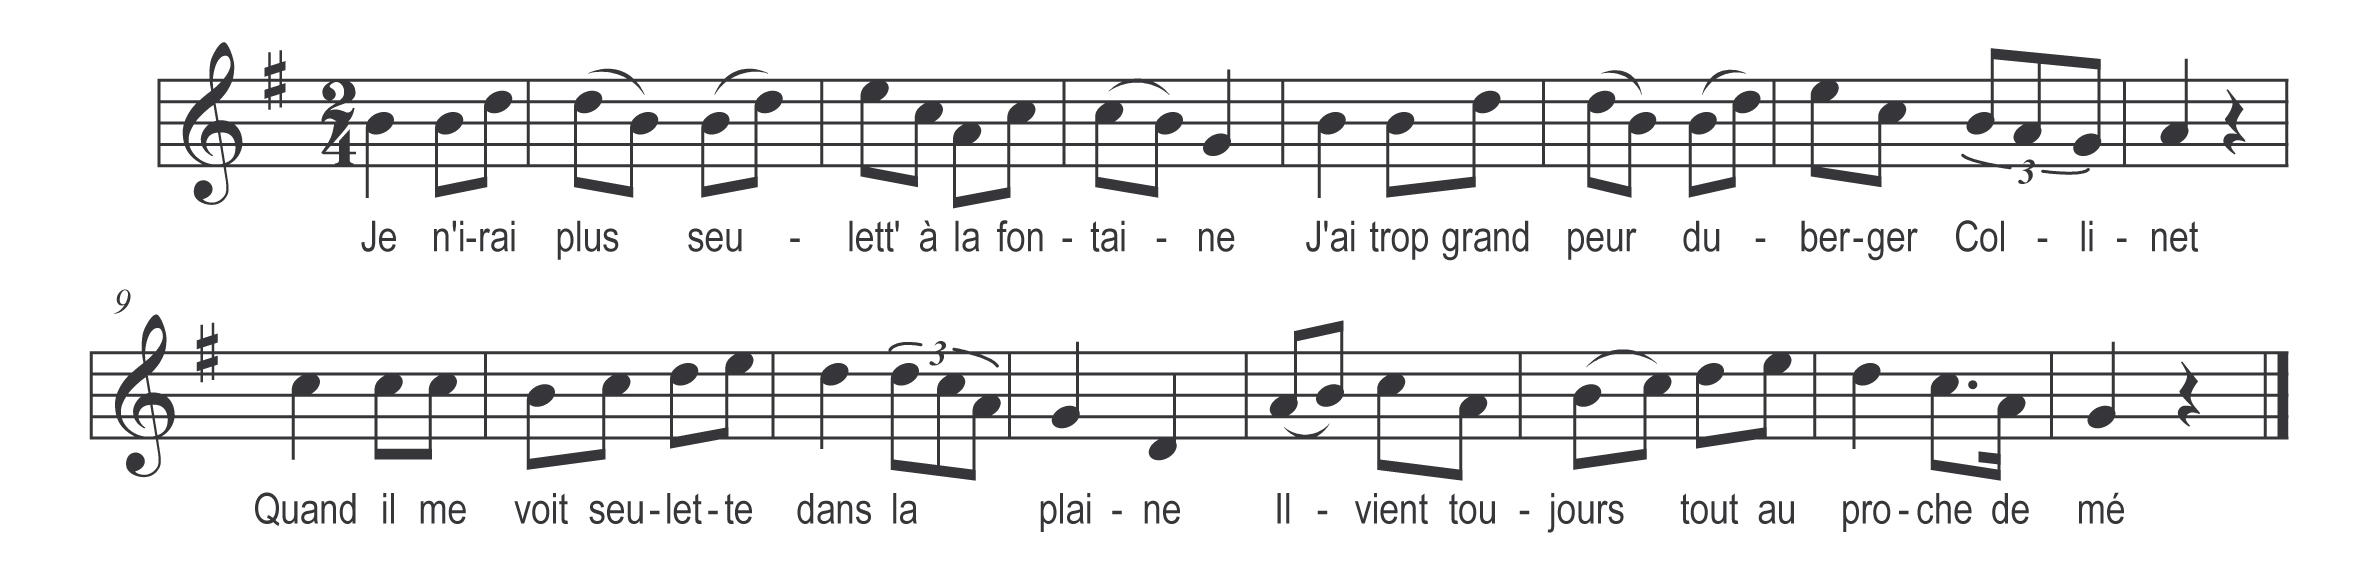 2 4
3
Je n'i-rai plus seu - lett' à la fon - tai - ne J'ai trop grand peur du - ber-ger Col - li - net
9
3
Quand il me voit seu-let-te dans la plai - ne Il - vient tou - jours tout au pro-che de mé